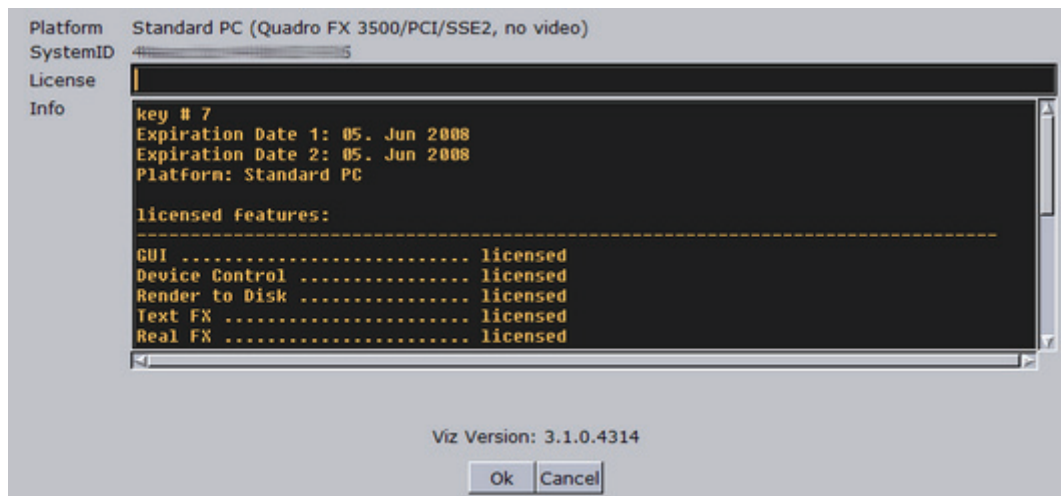 Platform Standard PC (Quadro FX 3500/PCI/SSE2, no video)
SystemID
License
Info
key # 7
Expiration Date 1: 05. Jun 2008
Expiration Date 2: 05. Jun 2008
Platform: Standard PC
licensed features:
--------------------------------------------------------------------------------
GUI ........................... licensed
Device Control ................ licensed
Render to Disk ................ licensed
Text FX ....................... licensed
Real FX ....................... licensed
Viz Version: 3.1.0.4314
Ok Cancel